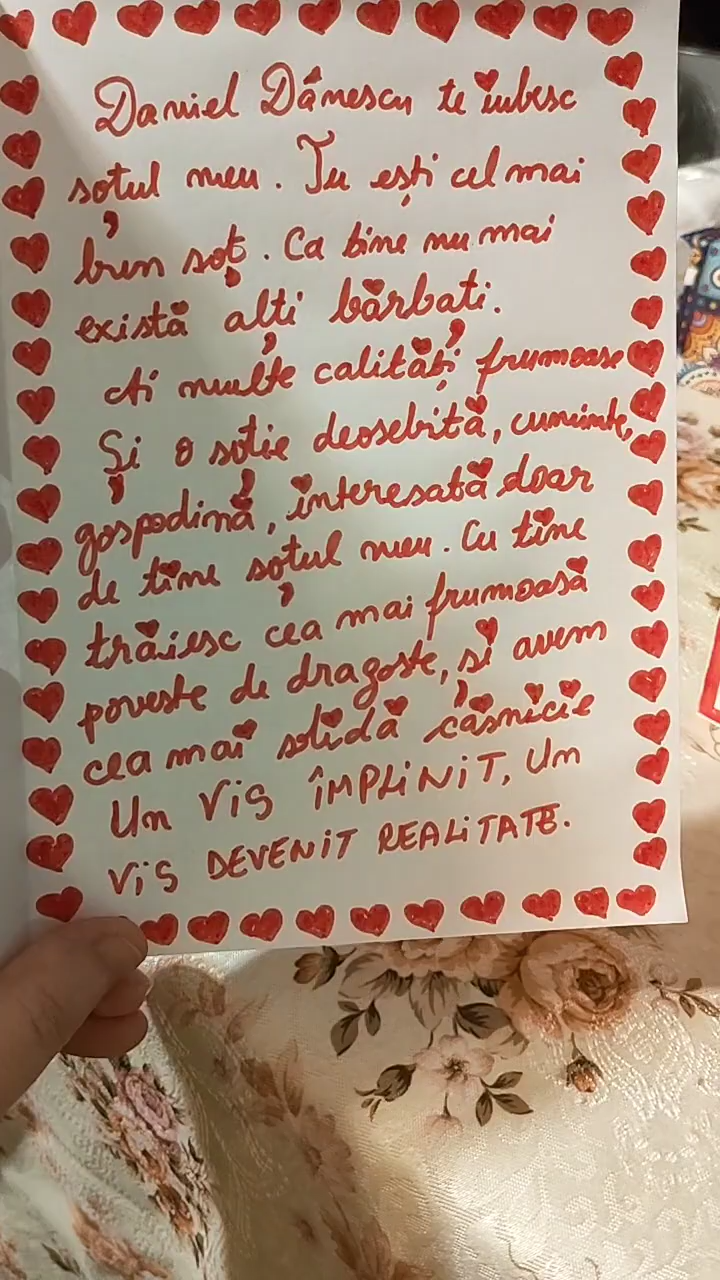 Daniel Dănescu te iubesc
soțul meu. Tu ești cel mai
bun soț. Ca tine nu mai
există alți bărbați.
Ai multe calități frumoase
Și o soție deosebită, cuminte,
gospodină, interesată doar
de tine soțul meu. Cu tine
trăiesc cea mai frumoasă
poveste de dragoste, și avem
cea mai solidă căsnicie
Un VIS ÎMPLINIT, Un
VIS DEVENIT REALITATE.